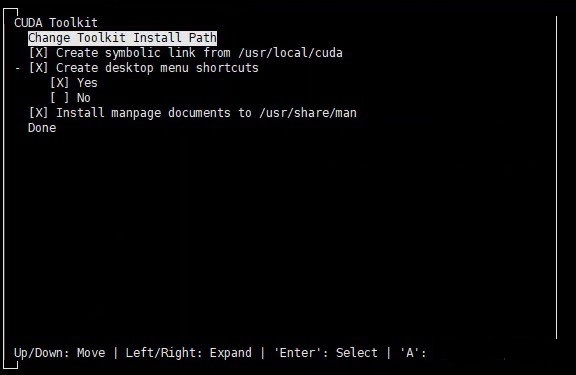 CUDA Toolkit
Change Toolkit Install Path
[X] Create symbolic link from /usr/local/cuda
- [X] Create desktop menu shortcuts
[X] Yes
[ ] No
[X] Install manpage documents to /usr/share/man
Done
Up/Down: Move | Left/Right: Expand | 'Enter': Select | 'A':